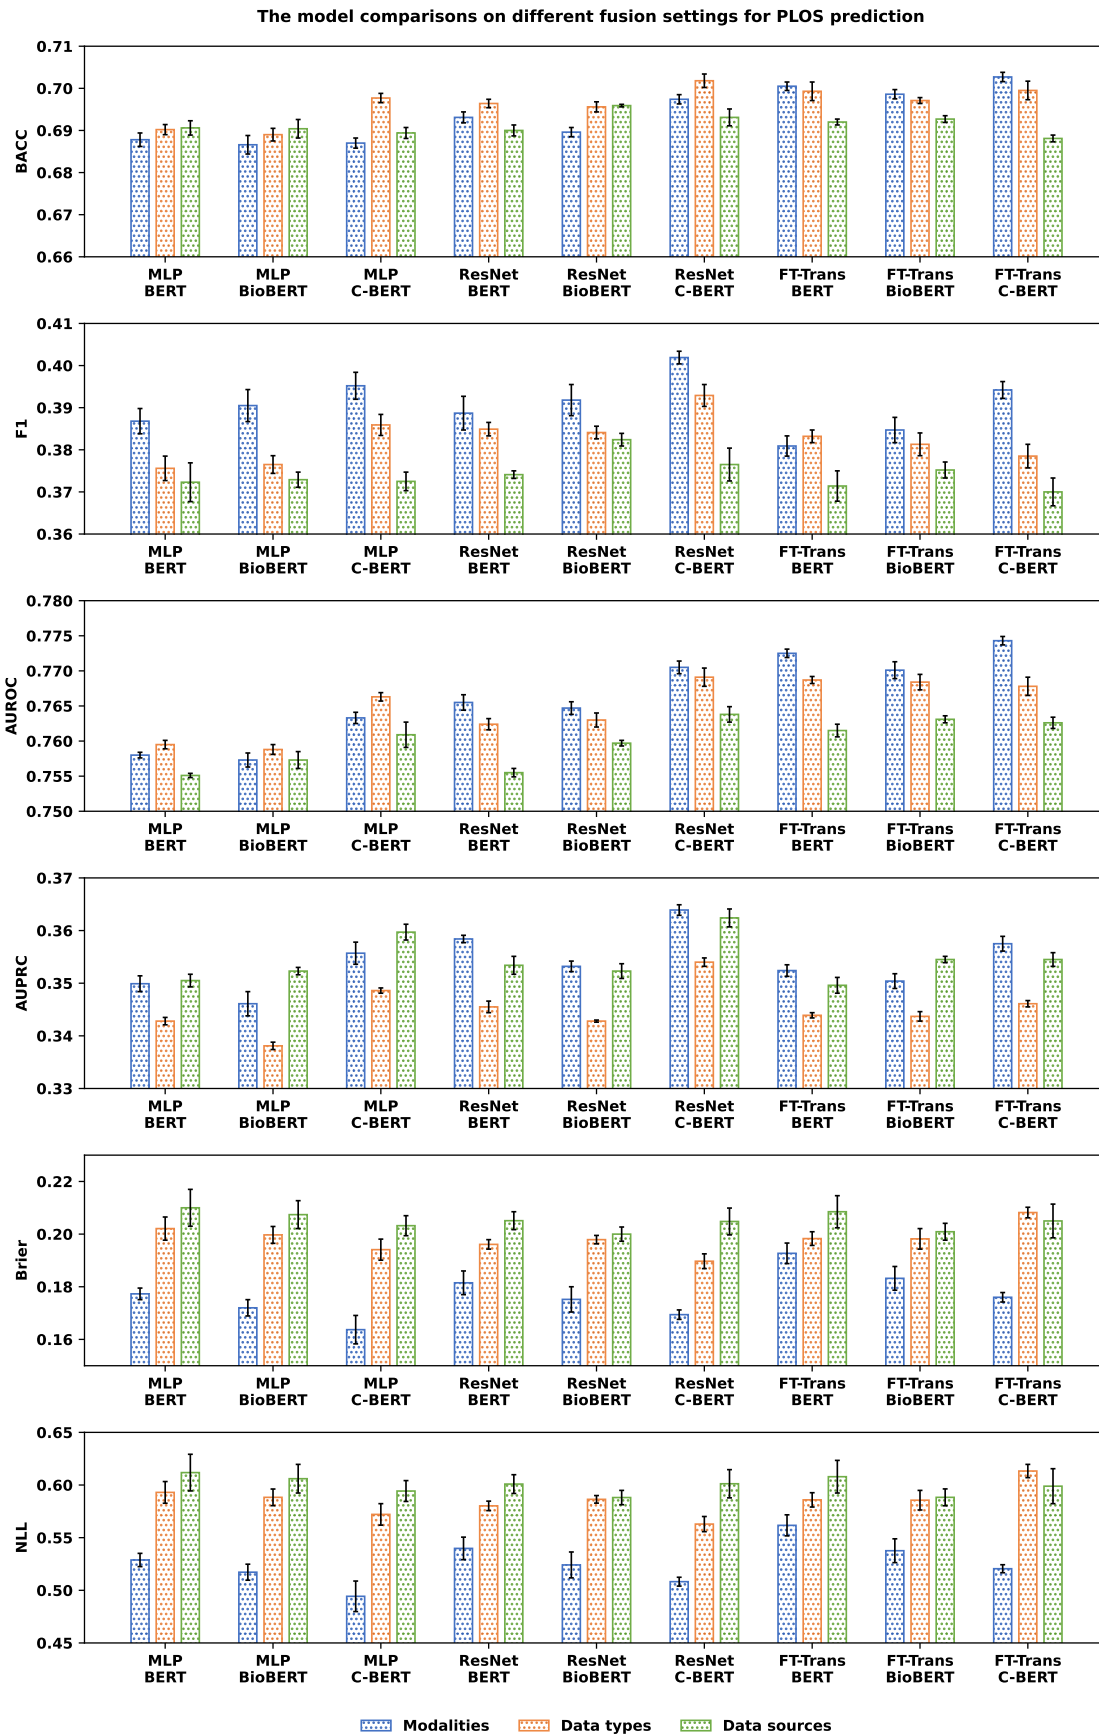 The model comparisons on different fusion settings for PLOS prediction
BACC
0.71
0.70
0.69
0.68
0.67
0.66
MLP BERT
MLP BioBERT
MLP C-BERT
ResNet BERT
ResNet BioBERT
ResNet C-BERT
FT-Trans BERT
FT-Trans BioBERT
FT-Trans C-BERT
F1
0.41
0.40
0.39
0.38
0.37
0.36
MLP BERT
MLP BioBERT
MLP C-BERT
ResNet BERT
ResNet BioBERT
ResNet C-BERT
FT-Trans BERT
FT-Trans BioBERT
FT-Trans C-BERT
AUROC
0.780
0.775
0.770
0.765
0.760
0.755
0.750
MLP BERT
MLP BioBERT
MLP C-BERT
ResNet BERT
ResNet BioBERT
ResNet C-BERT
FT-Trans BERT
FT-Trans BioBERT
FT-Trans C-BERT
AUPRC
0.37
0.36
0.35
0.34
0.33
MLP BERT
MLP BioBERT
MLP C-BERT
ResNet BERT
ResNet BioBERT
ResNet C-BERT
FT-Trans BERT
FT-Trans BioBERT
FT-Trans C-BERT
Brier
0.22
0.20
0.18
0.16
MLP BERT
MLP BioBERT
MLP C-BERT
ResNet BERT
ResNet BioBERT
ResNet C-BERT
FT-Trans BERT
FT-Trans BioBERT
FT-Trans C-BERT
NLL
0.65
0.60
0.55
0.50
0.45
MLP BERT
MLP BioBERT
MLP C-BERT
ResNet BERT
ResNet BioBERT
ResNet C-BERT
FT-Trans BERT
FT-Trans BioBERT
FT-Trans C-BERT
Modalities
Data types
Data sources